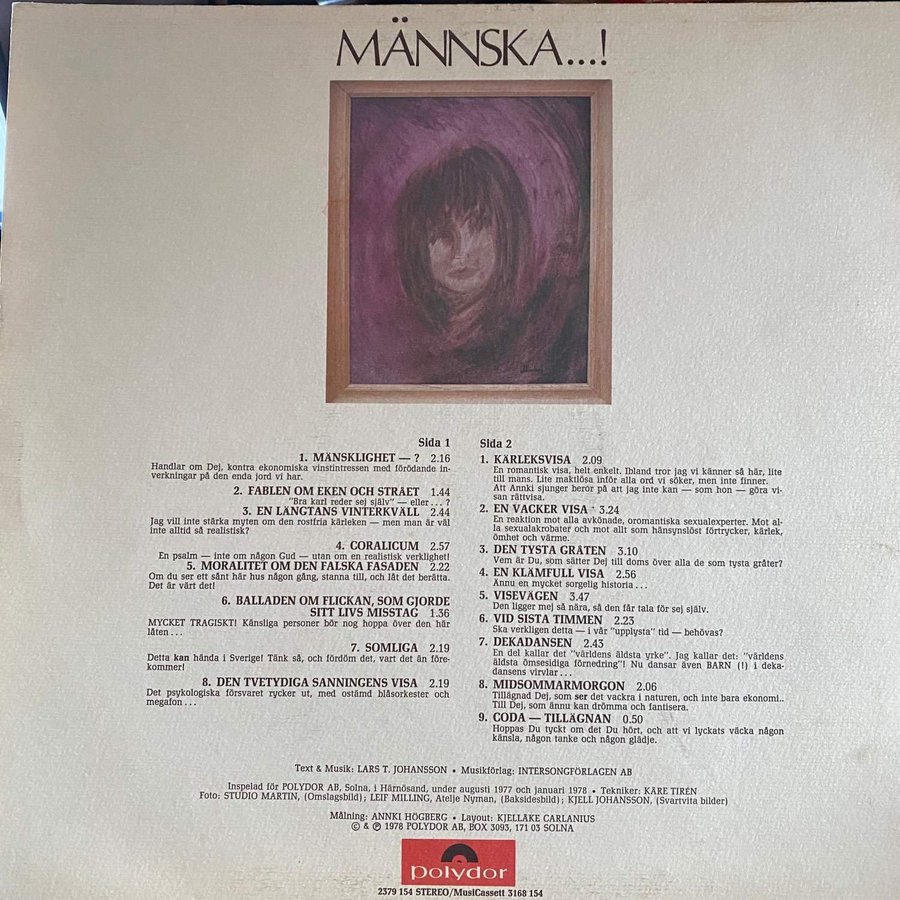 MÄNNSKA...!
Sida 1
1. MÄNSKLIGHET — ? 2.16
Handlar om Dej, kontra ekonomiska vinstintressen med förödande in-
verkningar på den enda jord vi har.
2. FABLEN OM EKEN OCH STRÅET 1.44
"Bra karl reder sej själv" — eller . . . ?
3. EN LÄNGTANS VINTERKVÄLL 2.44
Jag vill inte stärka myten om den rostfria kärleken — men man är väl
inte alltid så realistisk?
4. CORALICUM 2.57
En psalm — inte om någon Gud — utan om en realistisk verklighet!
5. MORALITET OM DEN FALSKA FASADEN 2.22
Om du ser ett sånt här hus någon gång, stanna till, och låt det berätta.
Det är värt det!
6. BALLADEN OM FLICKAN, SOM GJORDE
SITT LIVS MISSTAG 1.36
MYCKET TRAGISKT! Känsliga personer bör nog hoppa över den här
låten . . .
7. SOMLIGA 2.19
Detta kan hända i Sverige! Tänk så, och fördöm det, vart det än före-
kommer!
8. DEN TVETYDIGA SANNINGENS VISA 2.19
Det psykologiska försvaret rycker ut, med ostämd blåsorkester och
megafon . . .
Sida 2
1. KÄRLEKSVISA 2.09
En romantisk visa, helt enkelt. Ibland tror jag vi känner så här, lite
till mans. Lite maktlösa inför alla ord vi söker, men inte finner.
Att Annki sjunger beror på att jag inte kan — som hon — göra vi-
san rättvisa.
2. EN VACKER VISA 3.24
En reaktion mot alla avkönade, oromantiska sexualexperter. Mot al-
la sexualakrobater och mot allt som hänsynslöst förtrycker, kärlek,
ömhet och värme.
3. DEN TYSTA GRÅTEN 3.10
Vem är Du, som sätter Dej till doms över alla de som tysta gråter?
4. EN KLÄMFULL VISA 2.56
Ännu en mycket sorgelig historia . . .
5. VISEVÄGEN 3.47
Den ligger mej så nära, så den får tala för sej själv.
6. VID SISTA TIMMEN 2.23
Ska verkligen detta — i vår "upplysta" tid — behövas?
7. DEKADANSEN 2.43
En del kallar det "världens äldsta yrke". Jag kallar det: "världens
äldsta ömsesidiga förnedring"! Nu dansar även BARN (!) i deka-
dansens virvlar . . .
8. MIDSOMMARMORGON 2.06
Tillägnad Dej, som ser det vackra i naturen, och inte bara ekonomi..
Till Dej, som ännu kan drömma och fantisera.
9. CODA — TILLÄGNAN 0.50
Hoppas Du tyckt om det Du hört, och att vi lyckats väcka någon
känsla, någon tanke och någon glädje.
Text & Musik: LARS T. JOHANSSON • Musikförlag: INTERSONGFÖRLAGEN AB
Inspelad för POLYDOR AB, Solna, i Härnösand, under augusti 1977 och januari 1978 • Tekniker: KÅRE TIRÉN
Foto: STUDIO MARTIN, (Omslagsbild); LEIF MILLING, Ateljé Nyman, (Baksidesbild); KJELL JOHANSSON, (Svartvita bilder)
Målning: ANNKI HÖGBERG • Layout: KJELLÅKE CARLANIUS
© & ℗ 1978 POLYDOR AB, BOX 3093, 171 03 SOLNA
polydor
2379 154 STEREO/MusiCassett 3168 154